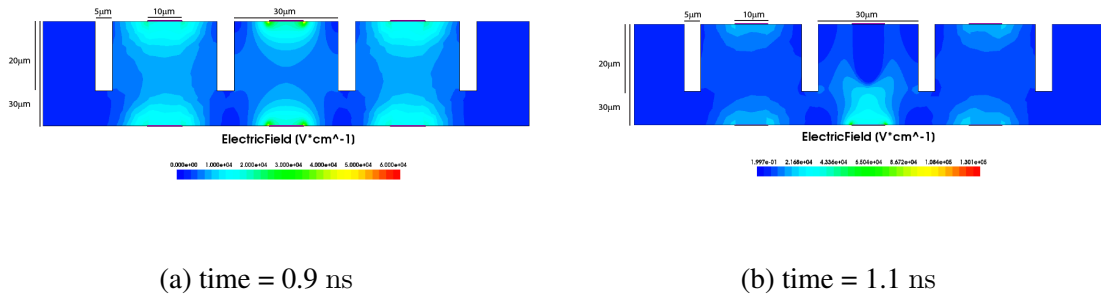 5μm 10μm 30μm
20μm
30μm
ElectricField (V*cm^-1)
0.000e+00 1.000e+04 2.000e+04 3.000e+04 4.000e+04 5.000e+04 6.000e+04
(a) time = 0.9 ns
5μm 10μm 30μm
20μm
30μm
ElectricField (V*cm^-1)
1.997e-01 2.168e+04 4.336e+04 6.504e+04 8.672e+04 1.084e+05 1.301e+05
(b) time = 1.1 ns